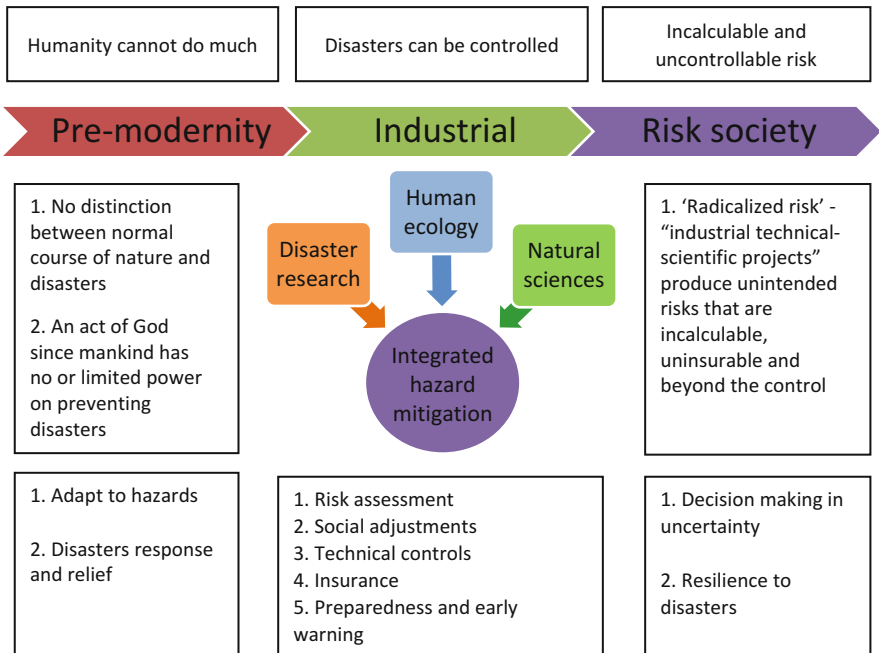 Humanity cannot do much
Disasters can be controlled
Incalculable and
uncontrollable risk
Pre-modernity
Industrial
Risk society
1. No distinction
between normal
course of nature and
disasters
2. An act of God
since mankind has
no or limited power
on preventing
disasters
Disaster
research
Human
ecology
Natural
sciences
Integrated
hazard
mitigation
1. ‘Radicalized risk’ -
“industrial technical-
scientific projects”
produce unintended
risks that are
incalculable,
uninsurable and
beyond the control
1. Adapt to hazards
2. Disasters response
and relief
1. Risk assessment
2. Social adjustments
3. Technical controls
4. Insurance
5. Preparedness and early
warning
1. Decision making in
uncertainty
2. Resilience to
disasters